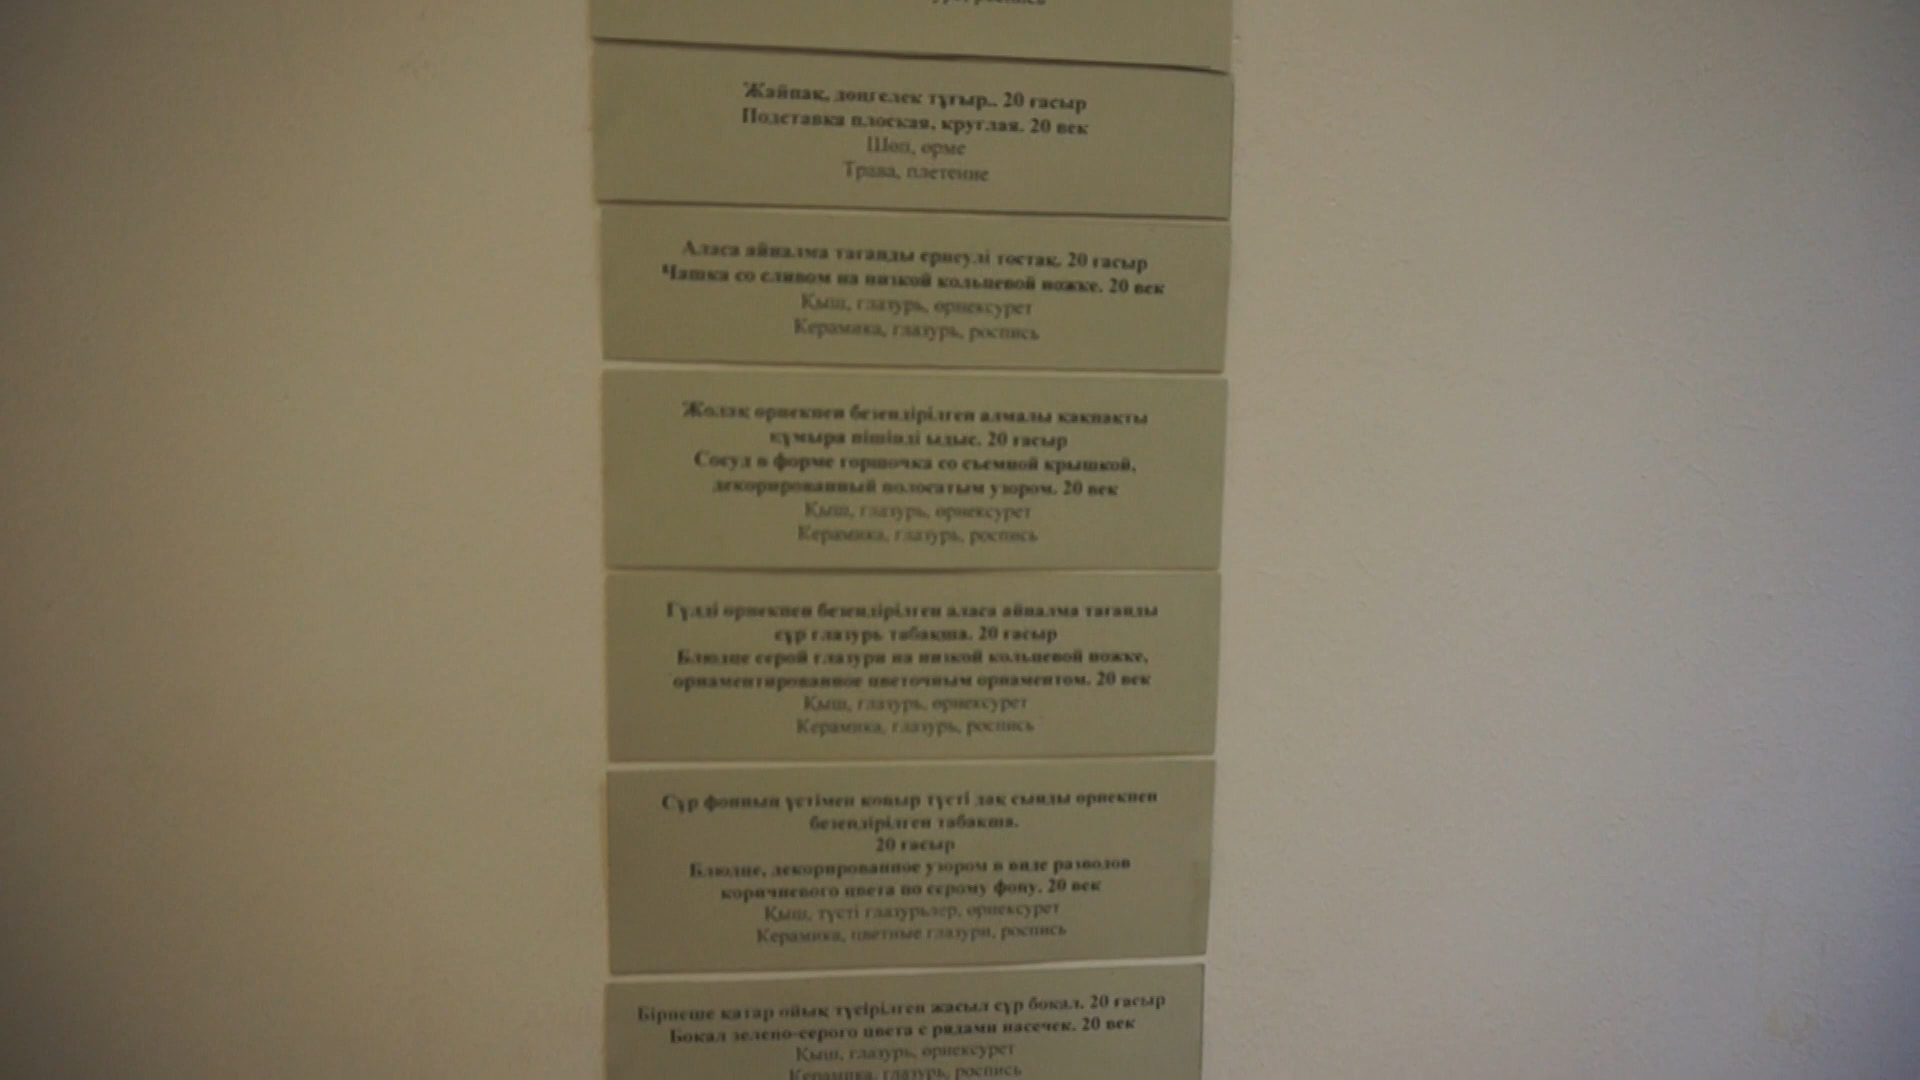 роспись
Жайпақ, дөңгелек тұғыр.. 20 ғасыр
Подставка плоская, круглая. 20 век
Шөп, өрме
Трава, плетение
Аласа айналма тағанды ернеулі тостақ. 20 ғасыр
Чашка со сливом на низкой кольцевой ножке. 20 век
Қыш, глазурь, өрнексурет
Керамика, глазурь, роспись
Жолақ өрнекпен безендірілген алмалы қақпақты
құмыра пішінді ыдыс. 20 ғасыр
Сосуд в форме горшочка со съемной крышкой,
декорированный полосатым узором. 20 век
Қыш, глазурь, өрнексурет
Керамика, глазурь, роспись
Гүлді өрнекпен безендірілген аласа айналма тағанды
сұр глазурь табақша. 20 ғасыр
Блюдце серой глазури на низкой кольцевой ножке,
орнаментированное цветочным орнаментом. 20 век
Қыш, глазурь, өрнексурет
Керамика, глазурь, роспись
Сұр фонның үстімен қоңыр түсті дақ сынды өрнекпен
безендірілген табақша.
20 ғасыр
Блюдце, декорированное узором в виде разводов
коричневого цвета по серому фону. 20 век
Қыш, түсті глазурьлер, өрнексурет
Керамика, цветные глазури, роспись
Бірнеше қатар ойық түсірілген жасыл сұр бокал. 20 ғасыр
Бокал зелено-серого цвета с рядами насечек. 20 век
Қыш, глазурь, өрнексурет
Керамика, глазурь, роспись